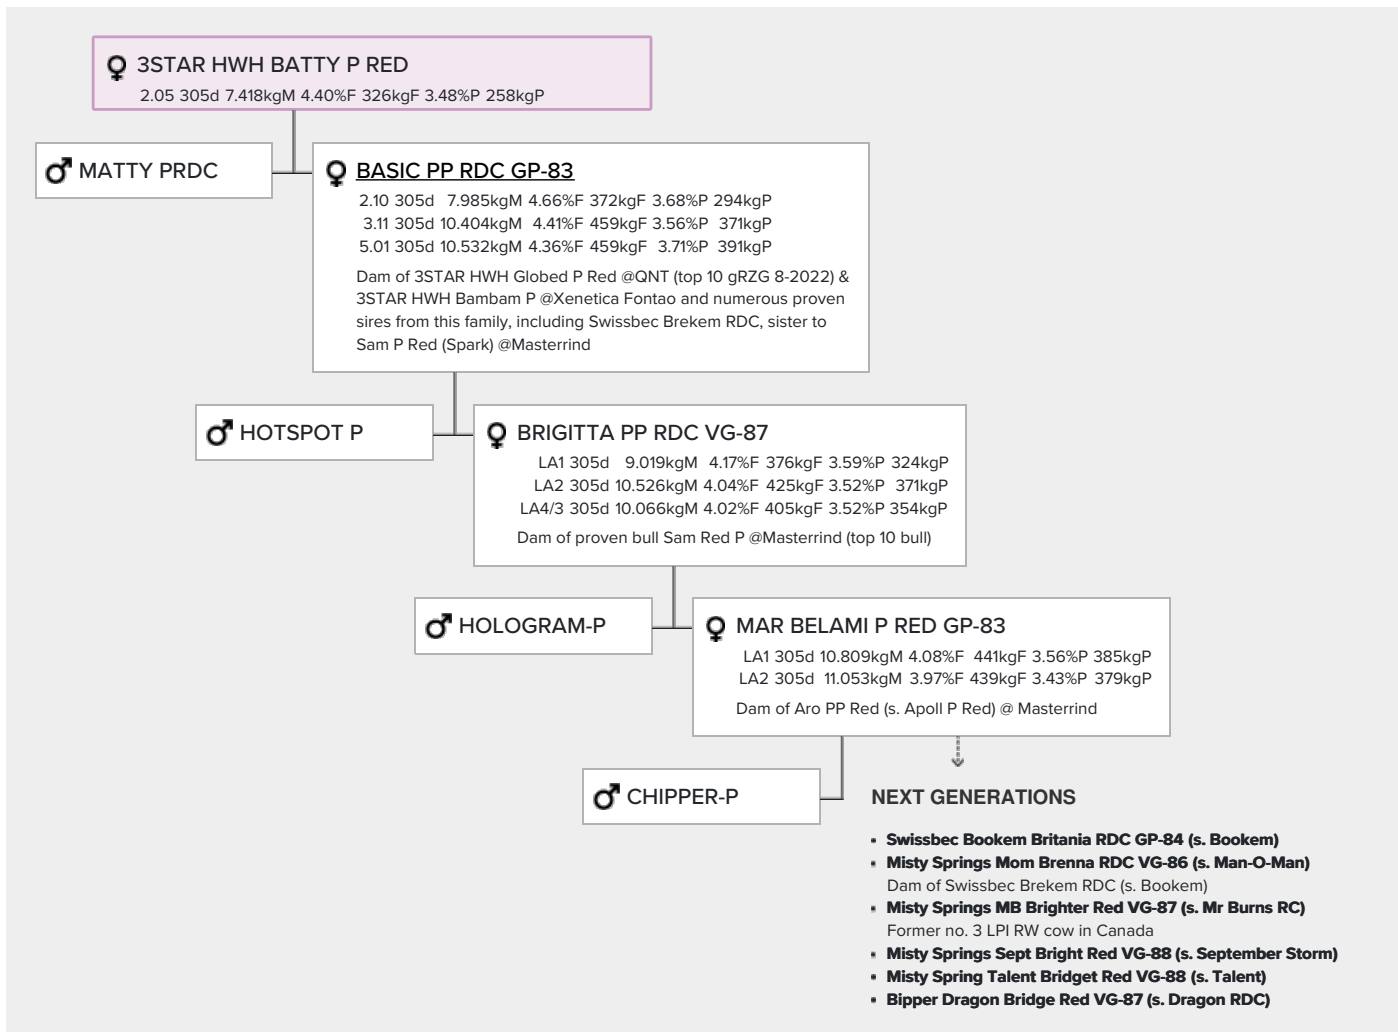 3STAR HWH BATTY P RED
2.05 305d 7.418kgM 4.40%F 326kgF 3.48%P 258kgP
MATTY PRDC
BASIC PP RDC GP-83
2.10 305d 7.985kgM 4.66%F 372kgF 3.68%P 294kgP
3.11 305d 10.404kgM 4.41%F 459kgF 3.56%P 371kgP
5.01 305d 10.532kgM 4.36%F 459kgF 3.71%P 391kgP
Dam of 3STAR HWH Globed P Red @QNT (top 10 gRZG 8-2022) &
3STAR HWH Bambam P @Xenetica Fontao and numerous proven
sires from this family, including Swissbec Brekem RDC, sister to
Sam P Red (Spark) @Masterrind
HOTSPOT P
BRIGITTA PP RDC VG-87
LA1 305d 9.019kgM 4.17%F 376kgF 3.59%P 324kgP
LA2 305d 10.526kgM 4.04%F 425kgF 3.52%P 371kgP
LA4/3 305d 10.066kgM 4.02%F 405kgF 3.52%P 354kgP
Dam of proven bull Sam Red P @Masterrind (top 10 bull)
HOLOGRAM-P
MAR BELAMI P RED GP-83
LA1 305d 10.809kgM 4.08%F 441kgF 3.56%P 385kgP
LA2 305d 11.053kgM 3.97%F 439kgF 3.43%P 379kgP
Dam of Aro PP Red (s. Apoll P Red) @ Masterrind
CHIPPER-P
NEXT GENERATIONS
• Swissbec Bookem Britania RDC GP-84 (s. Bookem)
• Misty Springs Mom Brenna RDC VG-86 (s. Man-O-Man)
Dam of Swissbec Brekem RDC (s. Bookem)
• Misty Springs MB Brighter Red VG-87 (s. Mr Burns RC)
Former no. 3 LPI RW cow in Canada
• Misty Springs Sept Bright Red VG-88 (s. September Storm)
• Misty Spring Talent Bridget Red VG-88 (s. Talent)
• Bipper Dragon Bridge Red VG-87 (s. Dragon RDC)